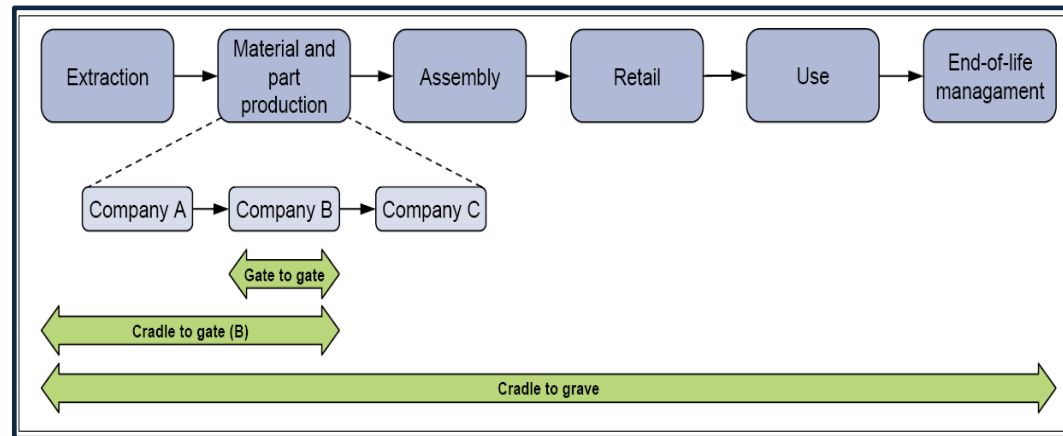 Extraction
Material and
part
production
Assembly
Retail
Use
End-of-life
managament
Company A
Company B
Company C
Gate to gate
Cradle to gate (B)
Cradle to grave